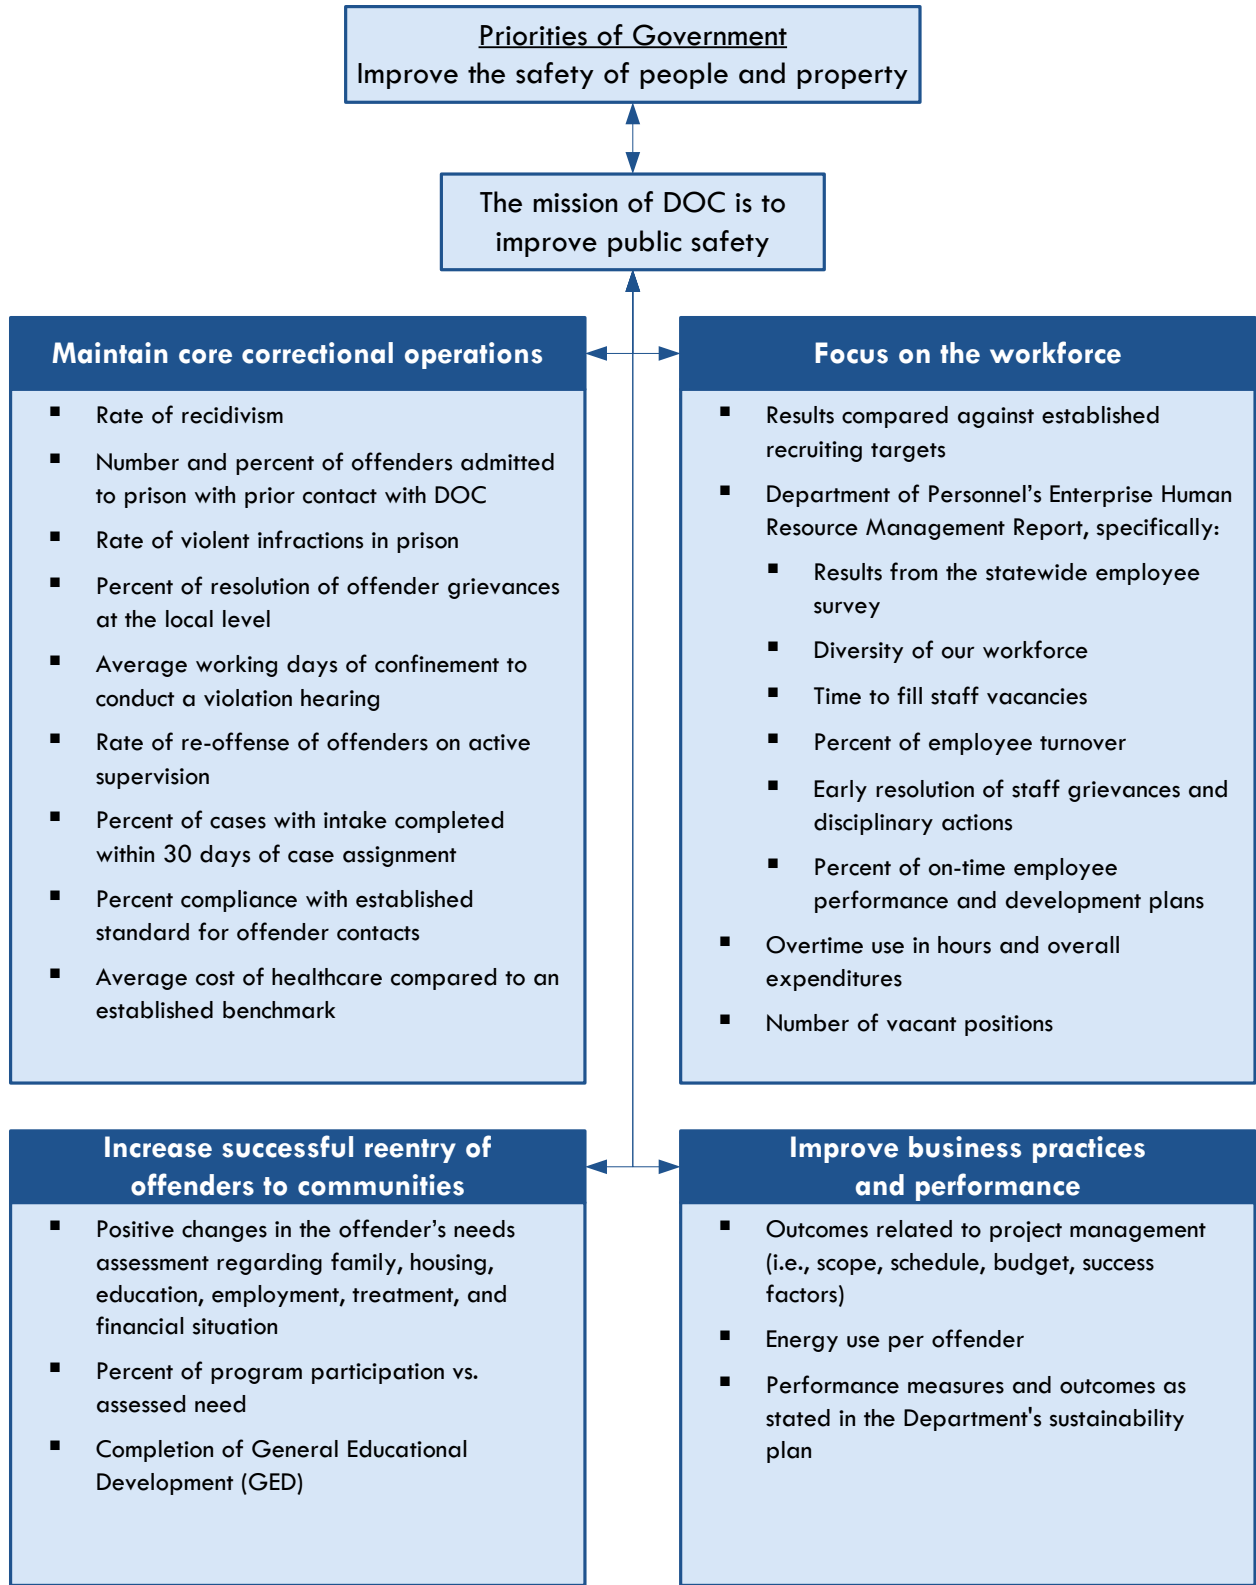 Priorities of Government
Improve the safety of people and property
The mission of DOC is to
improve public safety
Maintain core correctional operations
▪ Rate of recidivism
▪ Number and percent of offenders admitted
to prison with prior contact with DOC
▪ Rate of violent infractions in prison
▪ Percent of resolution of offender grievances
at the local level
▪ Average working days of confinement to
conduct a violation hearing
▪ Rate of re-offense of offenders on active
supervision
▪ Percent of cases with intake completed
within 30 days of case assignment
▪ Percent compliance with established
standard for offender contacts
▪ Average cost of healthcare compared to an
established benchmark
Focus on the workforce
▪ Results compared against established
recruiting targets
▪ Department of Personnel’s Enterprise Human
Resource Management Report, specifically:
▪ Results from the statewide employee
survey
▪ Diversity of our workforce
▪ Time to fill staff vacancies
▪ Percent of employee turnover
▪ Early resolution of staff grievances and
disciplinary actions
▪ Percent of on-time employee
performance and development plans
▪ Overtime use in hours and overall
expenditures
▪ Number of vacant positions
Increase successful reentry of
offenders to communities
▪ Positive changes in the offender’s needs
assessment regarding family, housing,
education, employment, treatment, and
financial situation
▪ Percent of program participation vs.
assessed need
▪ Completion of General Educational
Development (GED)
Improve business practices
and performance
▪ Outcomes related to project management
(i.e., scope, schedule, budget, success
factors)
▪ Energy use per offender
▪ Performance measures and outcomes as
stated in the Department's sustainability
plan